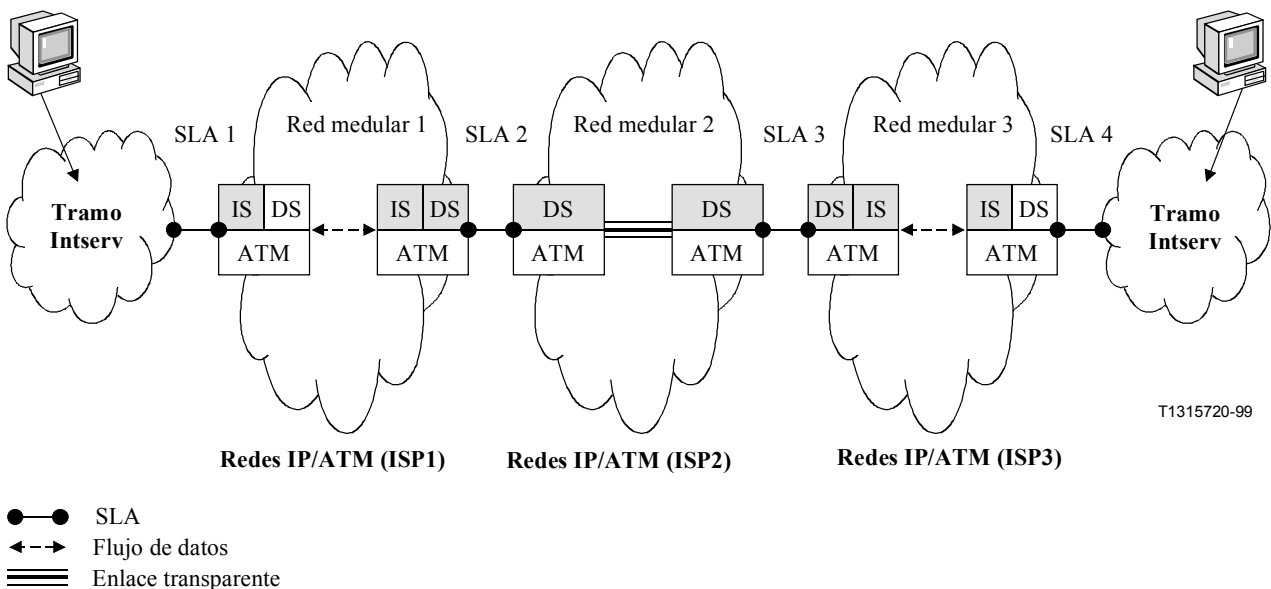 SLA 1
Red medular 1
SLA 2
Red medular 2
SLA 3
Red medular 3
SLA 4
Tramo
Intserv
IS DS
ATM
IS DS
ATM
DS
ATM
DS
ATM
DS IS
ATM
IS DS
ATM
Tramo
Intserv
T1315720-99
Redes IP/ATM (ISP1)
Redes IP/ATM (ISP2)
Redes IP/ATM (ISP3)
SLA
Flujo de datos
Enlace transparente